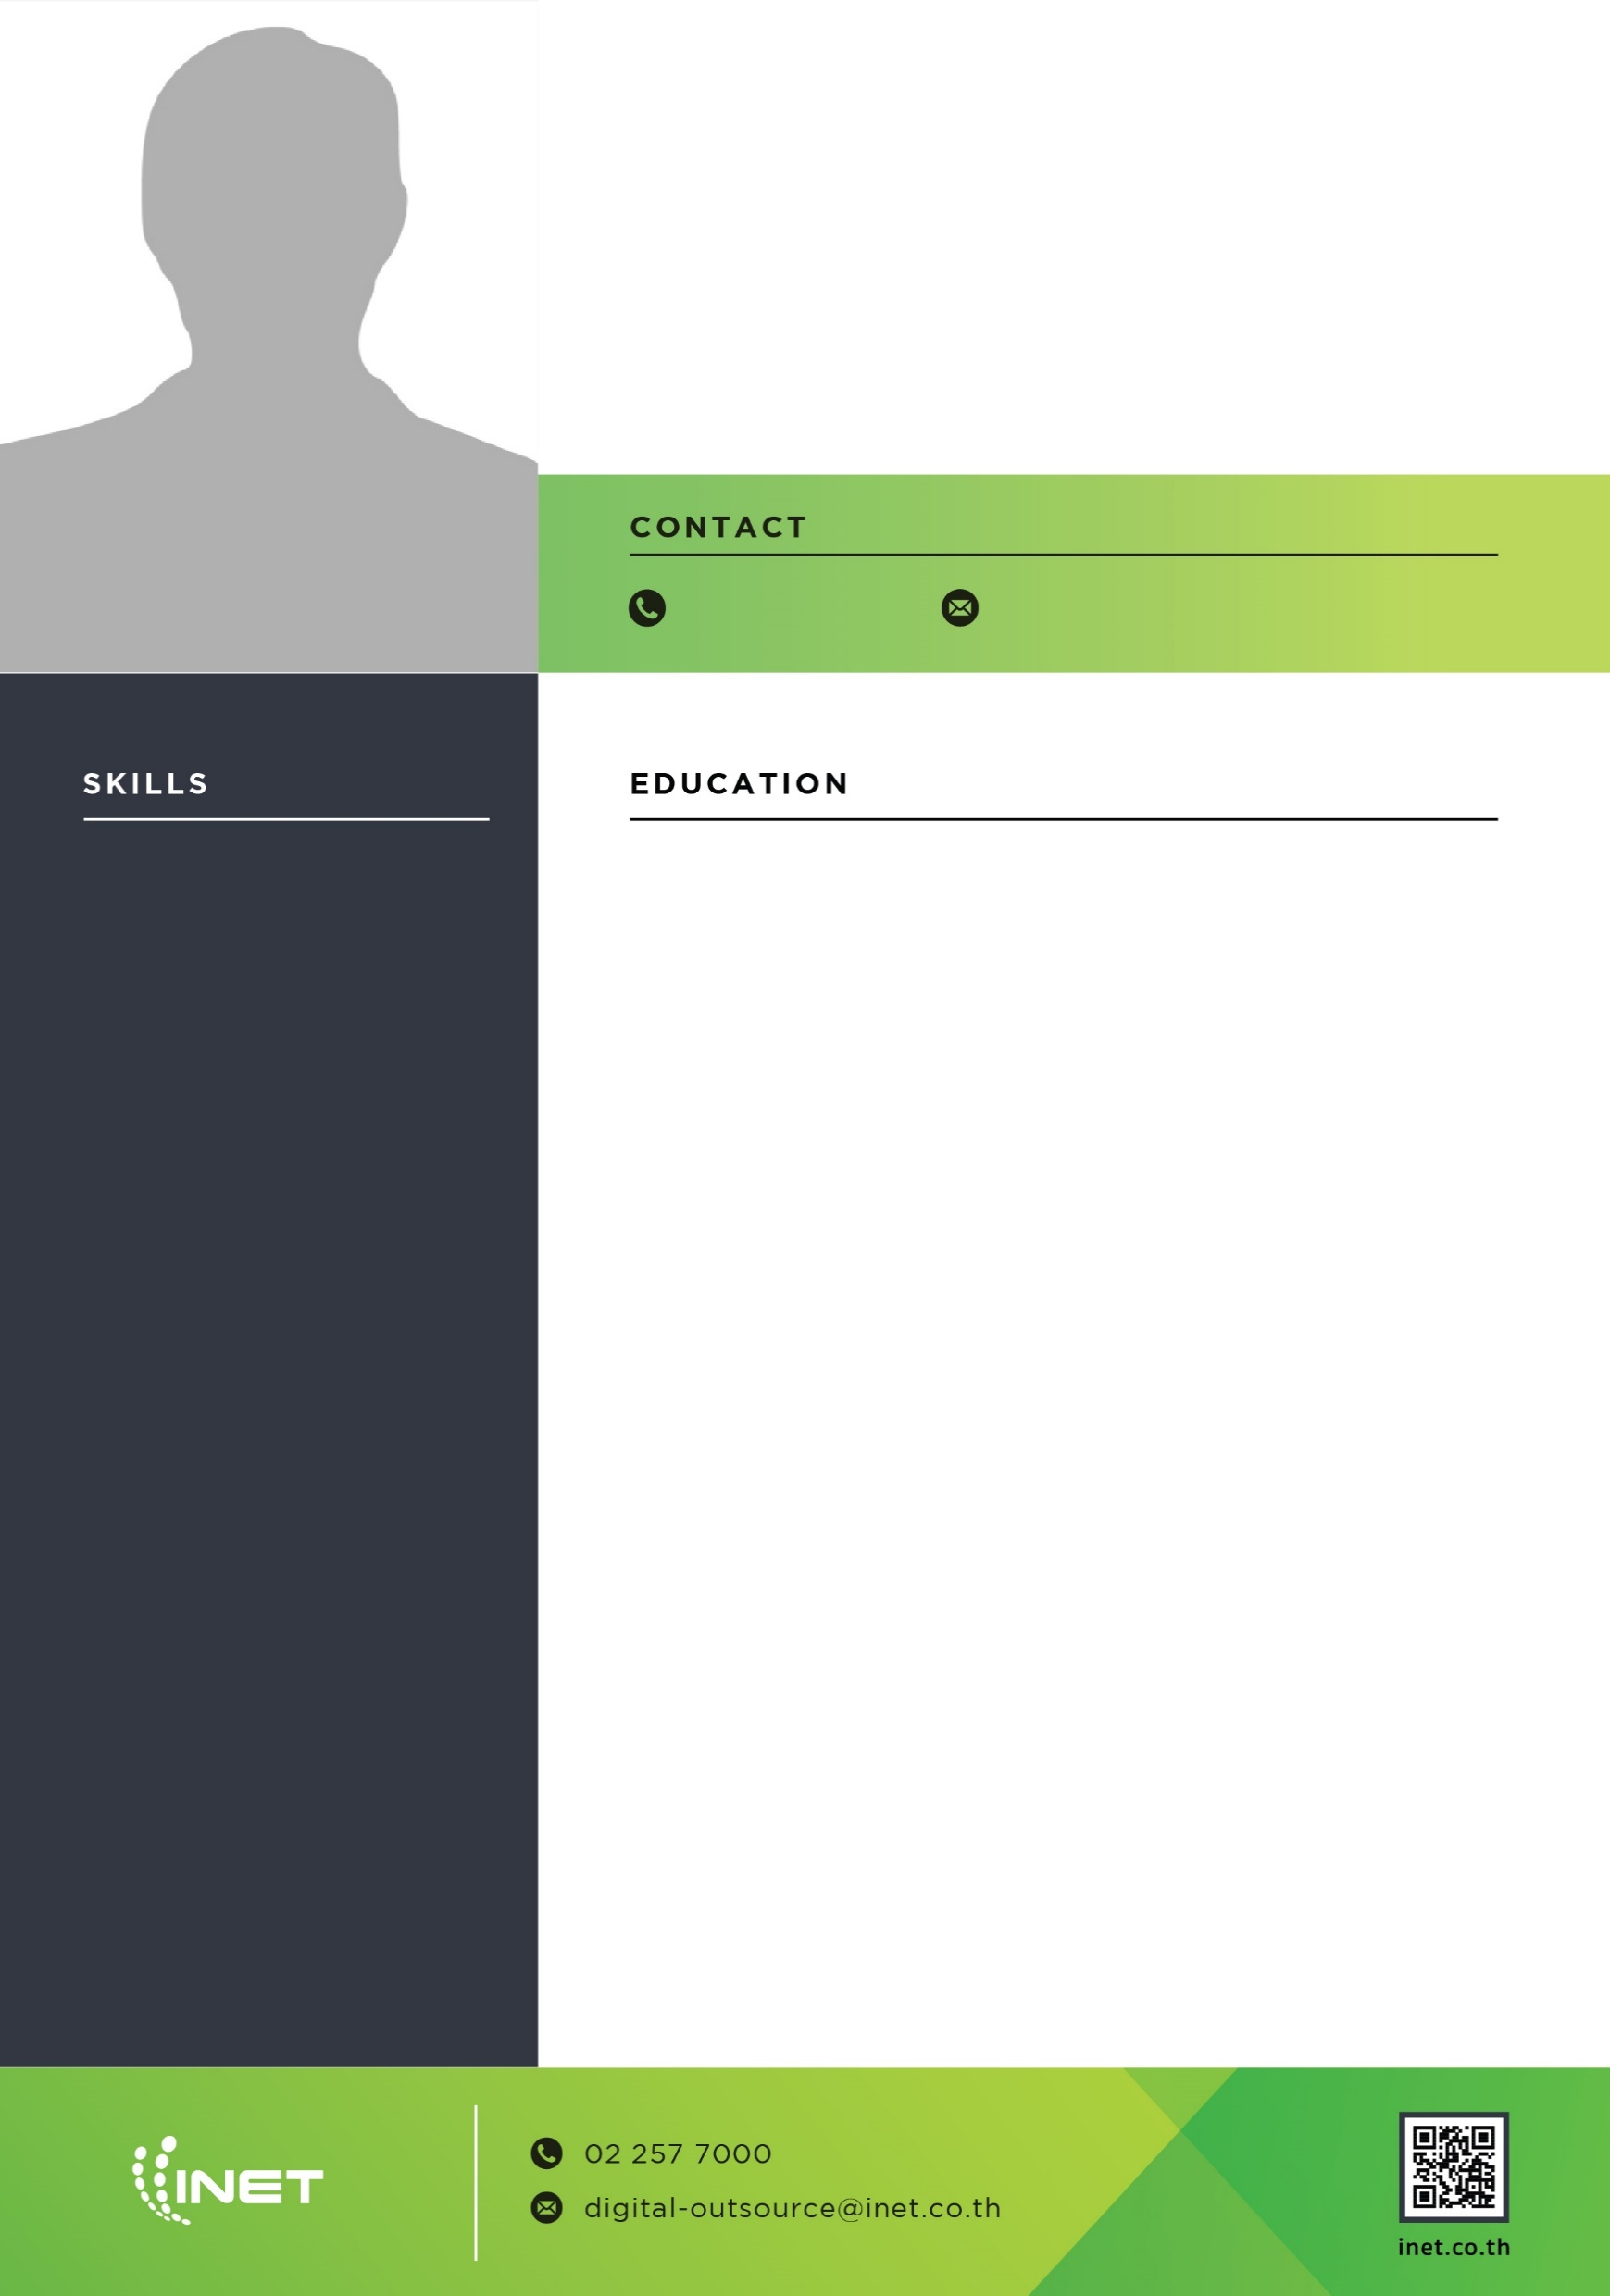 CONTACT
SKILLS
EDUCATION
INET
02 257 7000
digital-outsource@inet.co.th
inet.co.th